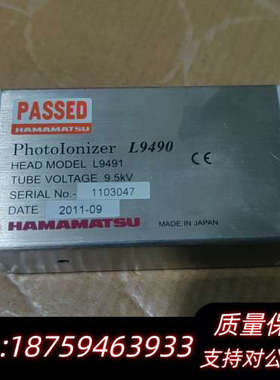 PASSED
HAMAMATSU
PhotoIonizer L9490
HEAD MODEL L9491
TUBE VOLTAGE 9.5kV
CE
SERIAL No.- 1103047
DATE 2011-09
HAMAMATSU
MADE IN JAPAN
质量保
:18759463933
支持对公